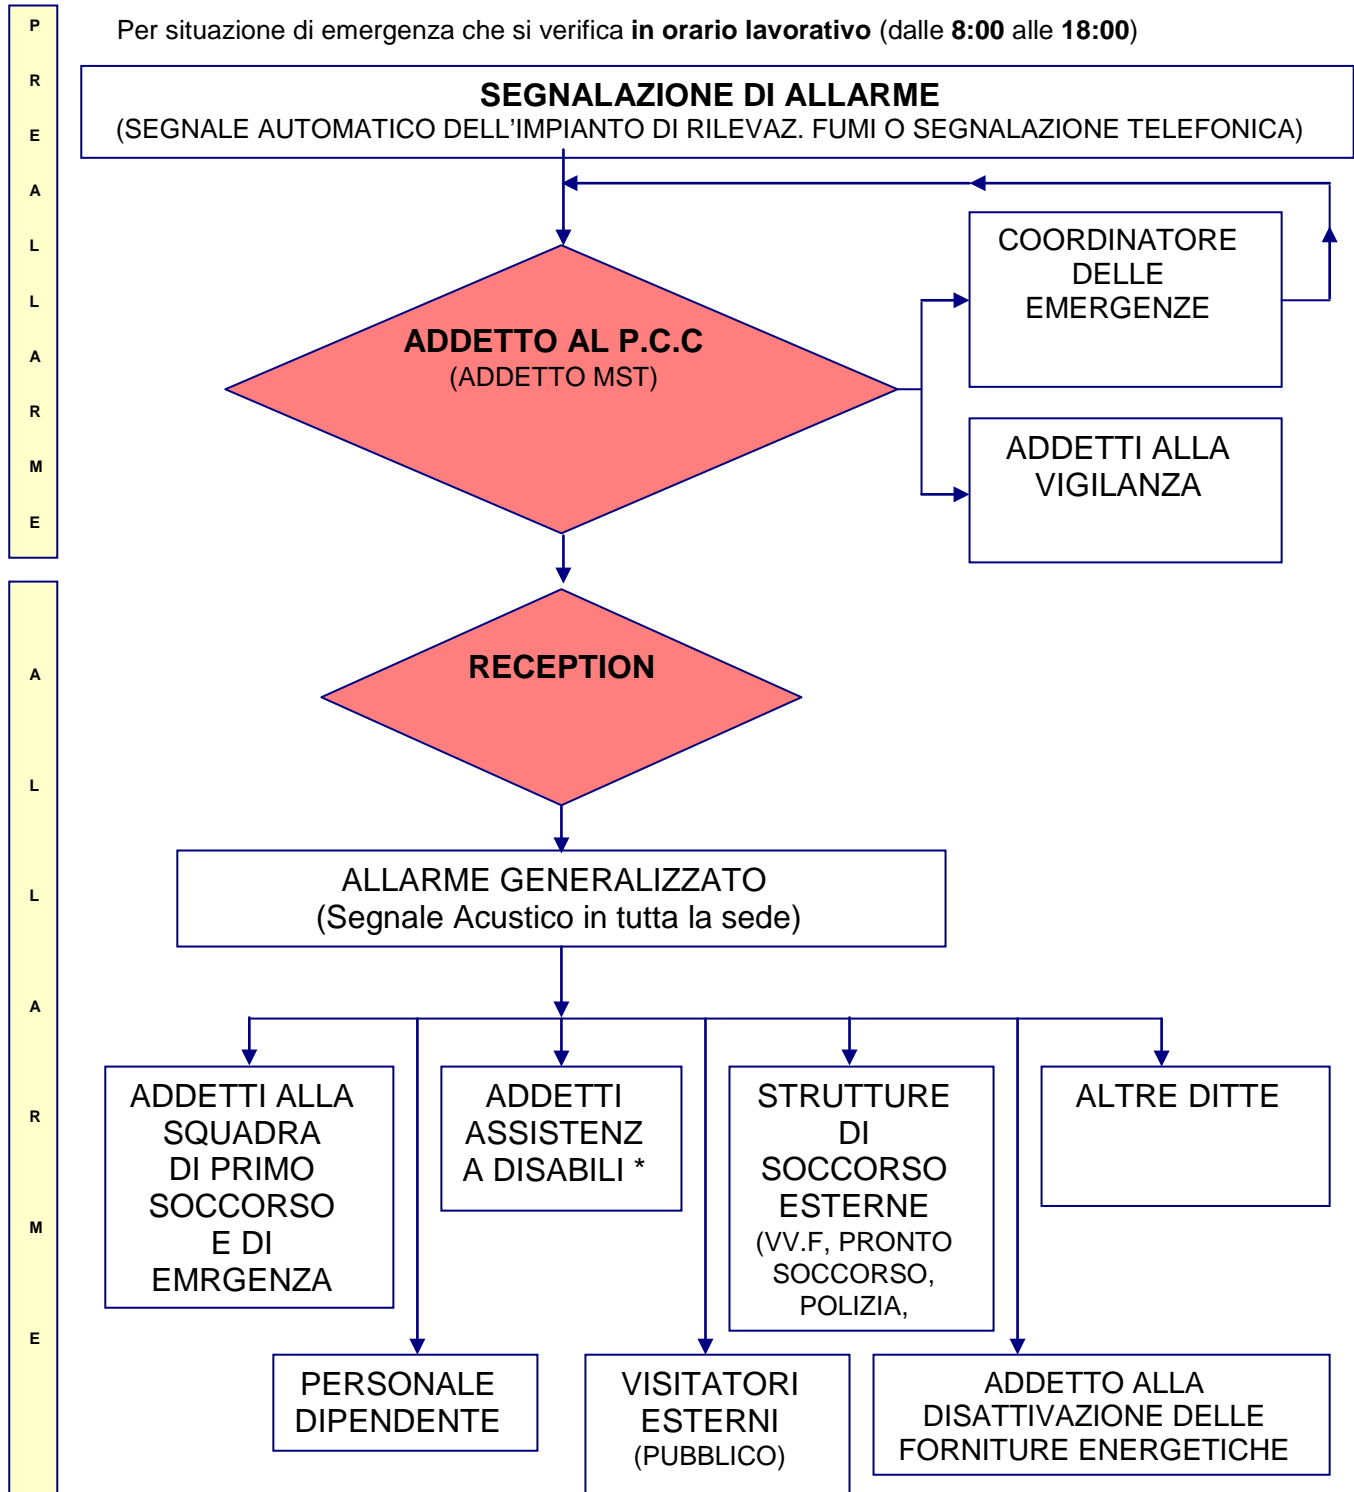 Per situazione di emergenza che si verifica in orario lavorativo (dalle 8:00 alle 18:00)
P
R
E
A
L
L
A
R
M
E
SEGNALAZIONE DI ALLARME
(SEGNALE AUTOMATICO DELL'IMPIANTO DI RILEVAZ. FUMI O SEGNALAZIONE TELEFONICA)
COORDINATORE
DELLE
EMERGENZE
ADDETTO AL P.C.C
(ADDETTO MST)
ADDETTI ALLA
VIGILANZA
A
L
L
A
R
M
E
RECEPTION
ALLARME GENERALIZZATO
(Segnale Acustico in tutta la sede)
ADDETTI ALLA
SQUADRA
DI PRIMO
SOCCORSO
E DI
EMRGENZA
ADDETTI
ASSISTENZ
A DISABILI *
STRUTTURE
DI
SOCCORSO
ESTERNE
(VV.F, PRONTO
SOCCORSO,
POLIZIA,
ALTRE DITTE
PERSONALE
DIPENDENTE
VISITATORI
ESTERNI
(PUBBLICO)
ADDETTO ALLA
DISATTIVAZIONE DELLE
FORNITURE ENERGETICHE